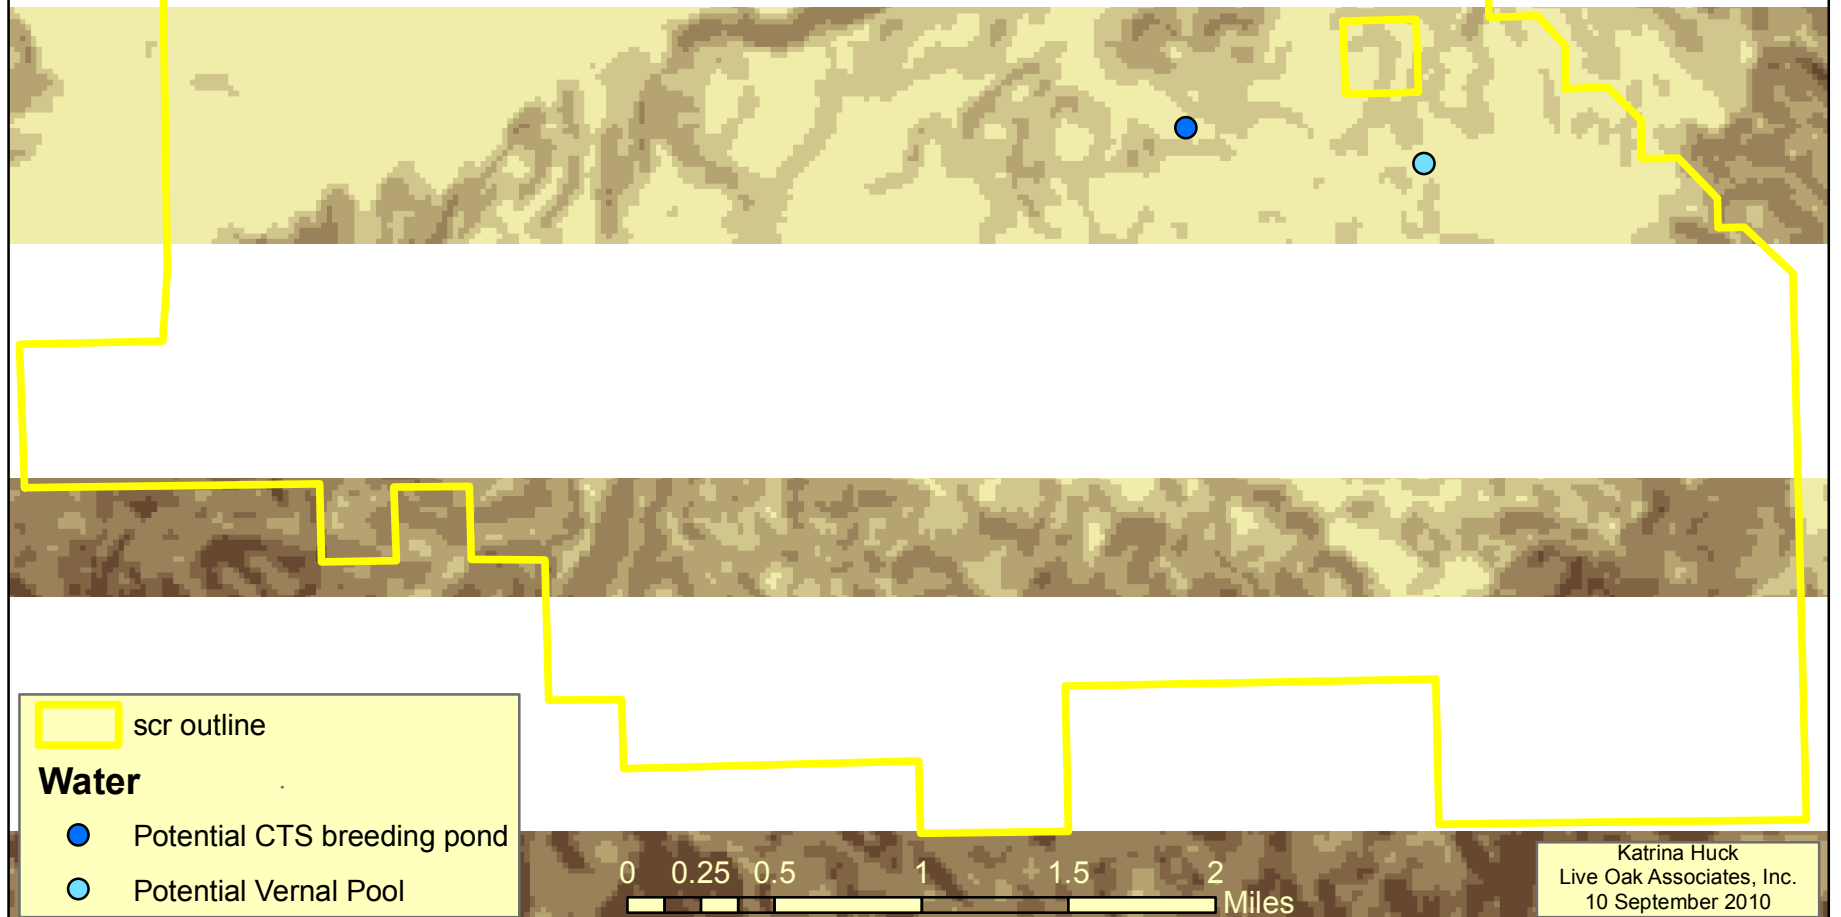 scr outline
Water
Potential CTS breeding pond
Potential Vernal Pool
0 0.25 0.5 1 1.5 2
Miles
Katrina Huck
Live Oak Associates, Inc.
10 September 2010